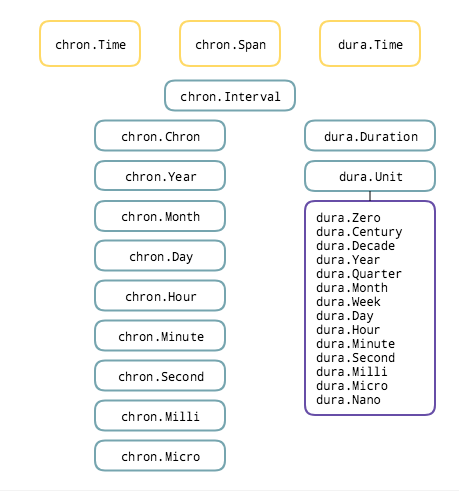 chron.Time
chron.Span
dura.Time
chron.Interval
chron.Chron
dura.Duration
chron.Year
dura.Unit
chron.Month
chron.Day
chron.Hour
chron.Minute
chron.Second
chron.Milli
chron.Micro
dura.Zero
dura.Century
dura.Decade
dura.Year
dura.Quarter
dura.Month
dura.Week
dura.Day
dura.Hour
dura.Minute
dura.Second
dura.Milli
dura.Micro
dura.Nano